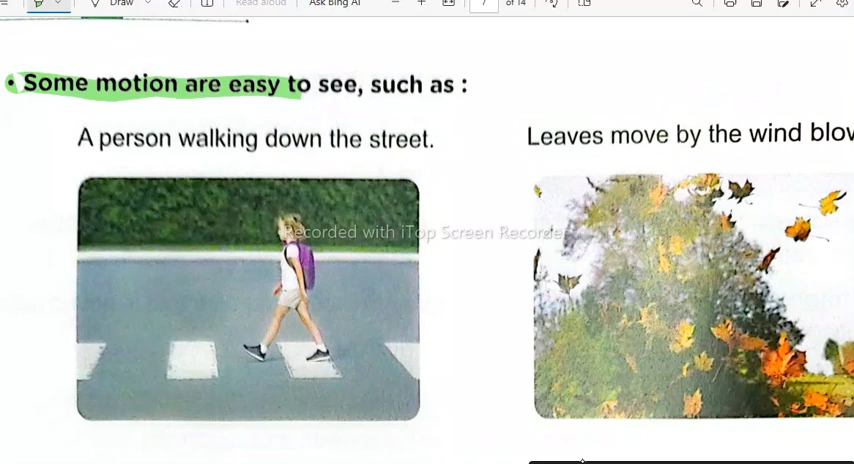 Draw
Read aloud
Ask Bing AI
7
of 14
• Some motion are easy to see, such as :
A person walking down the street.
Leaves move by the wind
Recorded with iTop Screen Recorder